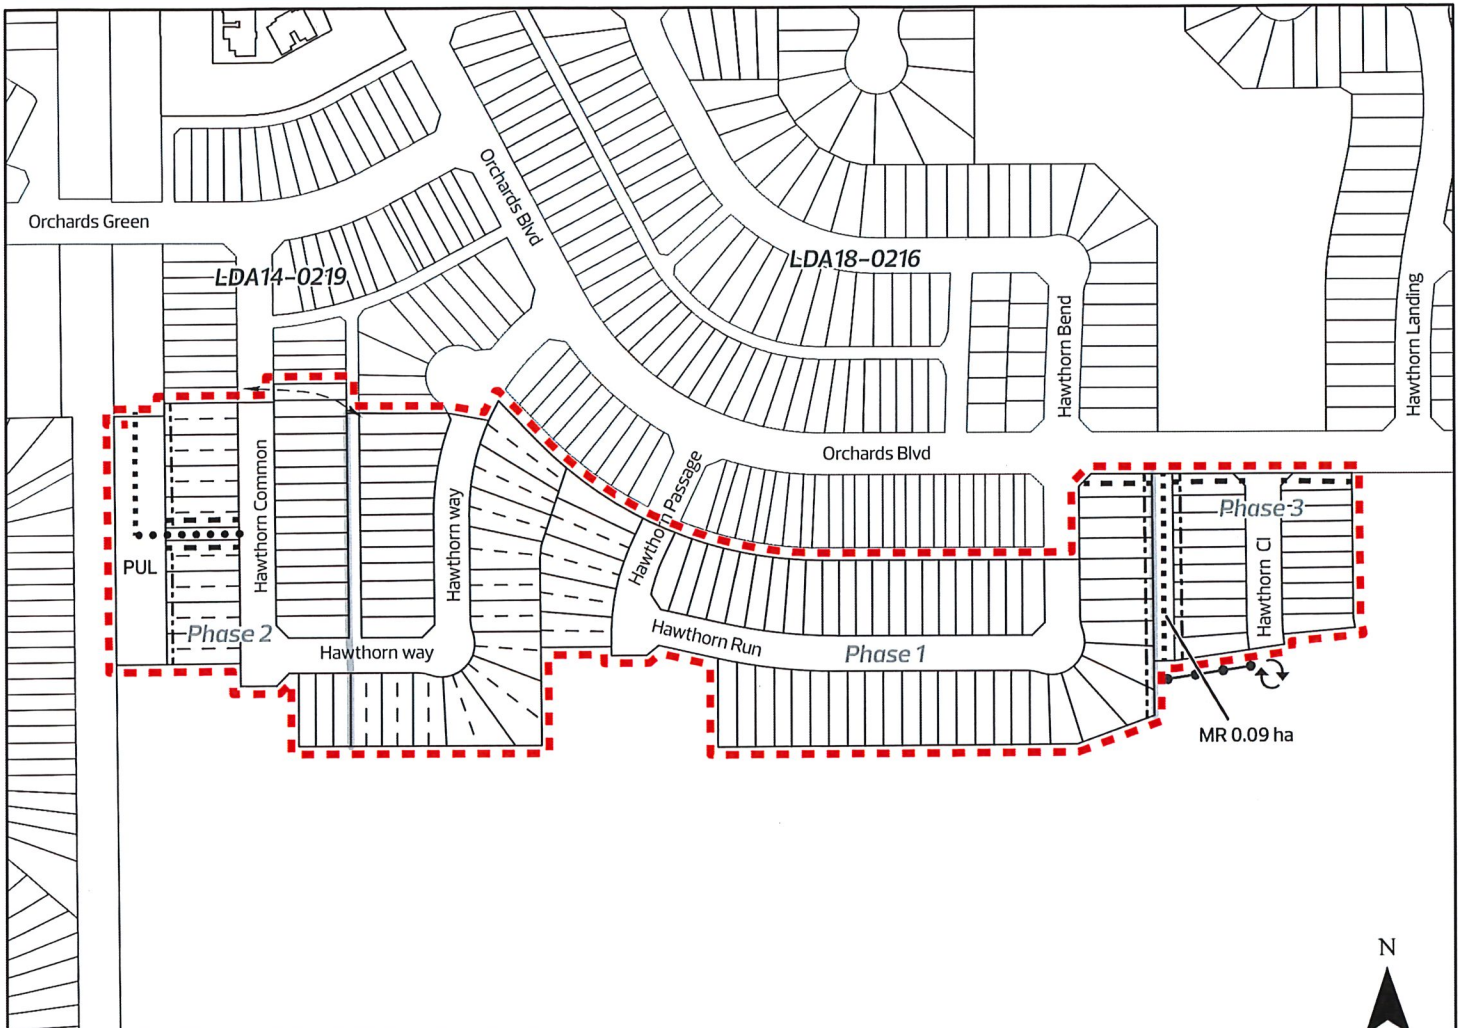 Orchards Blvd
Orchards Green
LDA14-0219
LDA18-0216
Hawthorn Bend
Hawthorn Landing
Orchards Blvd
Hawthorn Passage
Hawthorn Common
Hawthorn way
Phase 3
Hawthorn Cl
PUL
Phase 2
Hawthorn way
Hawthorn Run
Phase 1
MR 0.09 ha
N